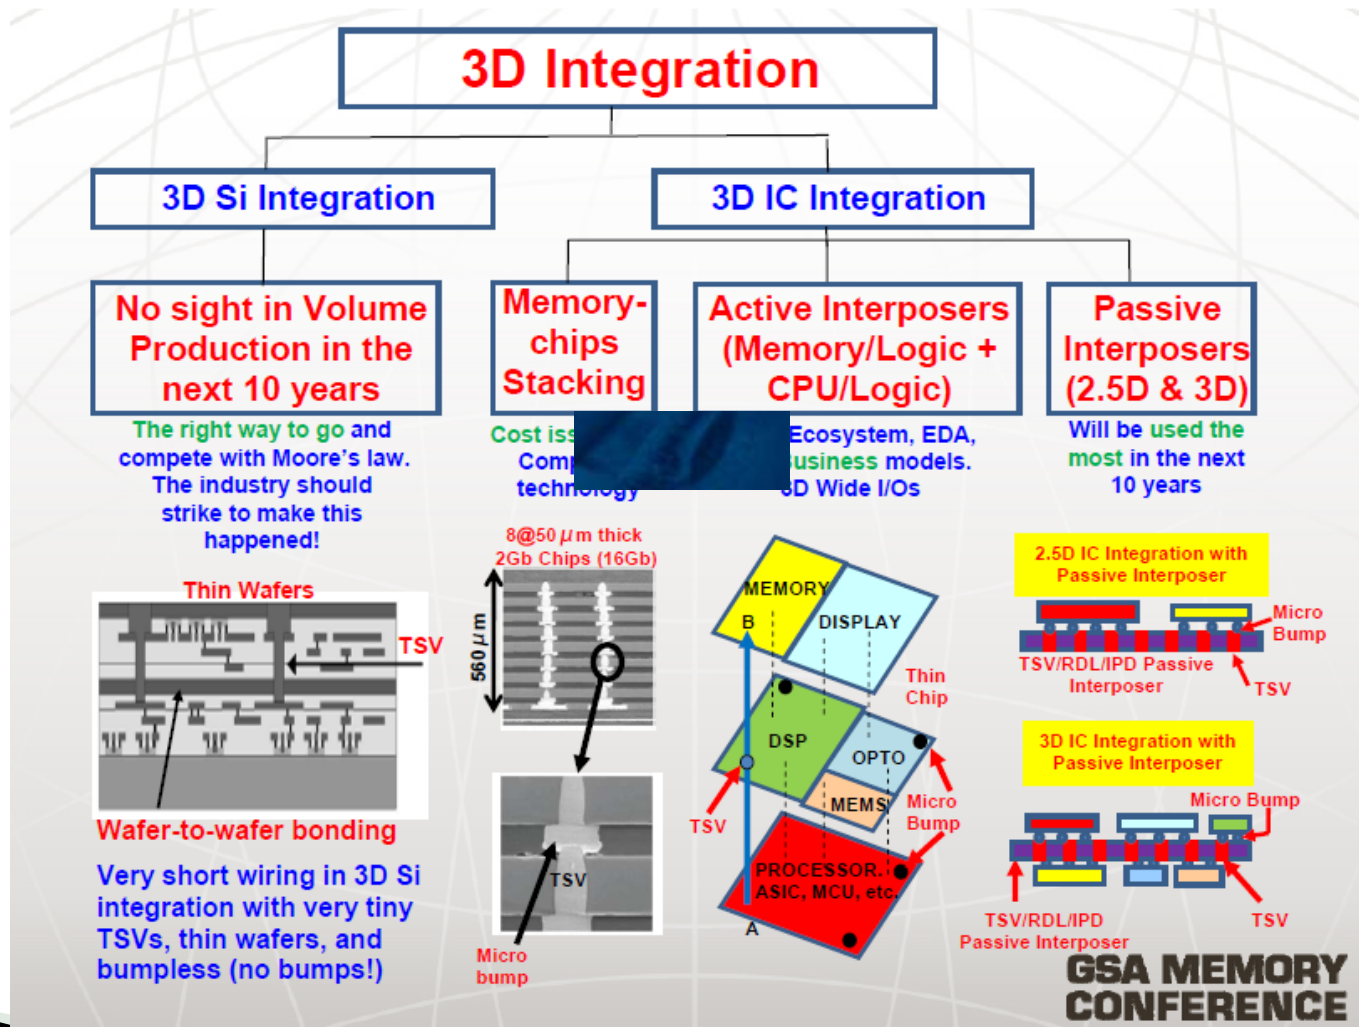 3D Integration
3D Si Integration
3D IC Integration
No sight in Volume
Production in the
next 10 years
Memory-
chips
Stacking
Active Interposers
(Memory/Logic +
CPU/Logic)
Passive
Interposers
(2.5D & 3D)
The right way to go and
compete with Moore's law.
The industry should
strike to make this
happened!
Cost
technology
Ecosystem, EDA,
models.
Wide I/Os
Will be used the
most in the next
10 years
Thin Wafers
TSV
Wafer-to-wafer bonding
Very short wiring in 3D Si
integration with very tiny
TSVs, thin wafers, and
bumpless (no bumps!)
8@50μm thick
2Gb Chips (16Gb)
560μm
TSV
Micro
bump
MEMORY
B
DISPLAY
Thin
Chip
DSP
OPTO
MEMS
TSV
Micro
Bump
PROCESSOR.
ASIC, MCU, etc.
A
2.5D IC Integration with
Passive Interposer
Micro
Bump
TSV/RDL/IPD Passive
Interposer
TSV
3D IC Integration with
Passive Interposer
Micro Bump
TSV/RDL/IPD
Passive Interposer
TSV
GSA MEMORY
CONFERENCE